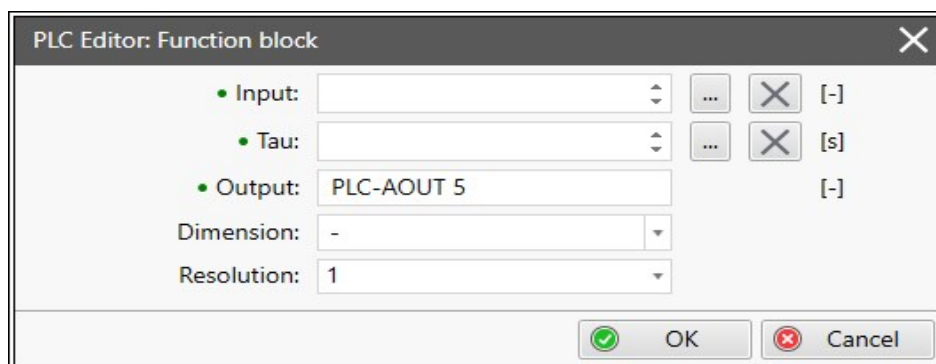 PLC Editor: Function block
• Input: ... [-]
• Tau: ... [s]
• Output: PLC-AOUT 5 [-]
Dimension: -
Resolution: 1
OK Cancel